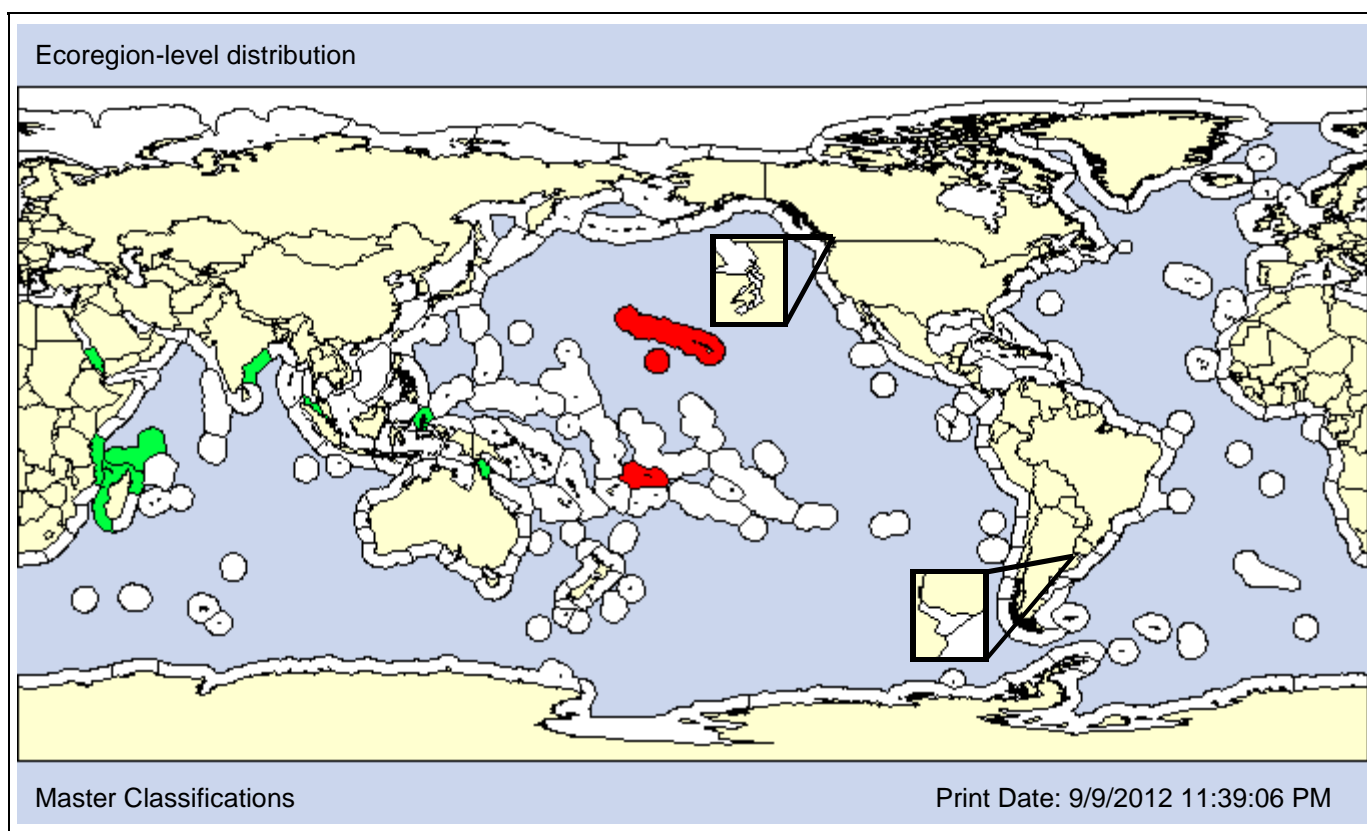 Ecoregion-level distribution
Master Classifications
Print Date: 9/9/2012 11:39:06 PM